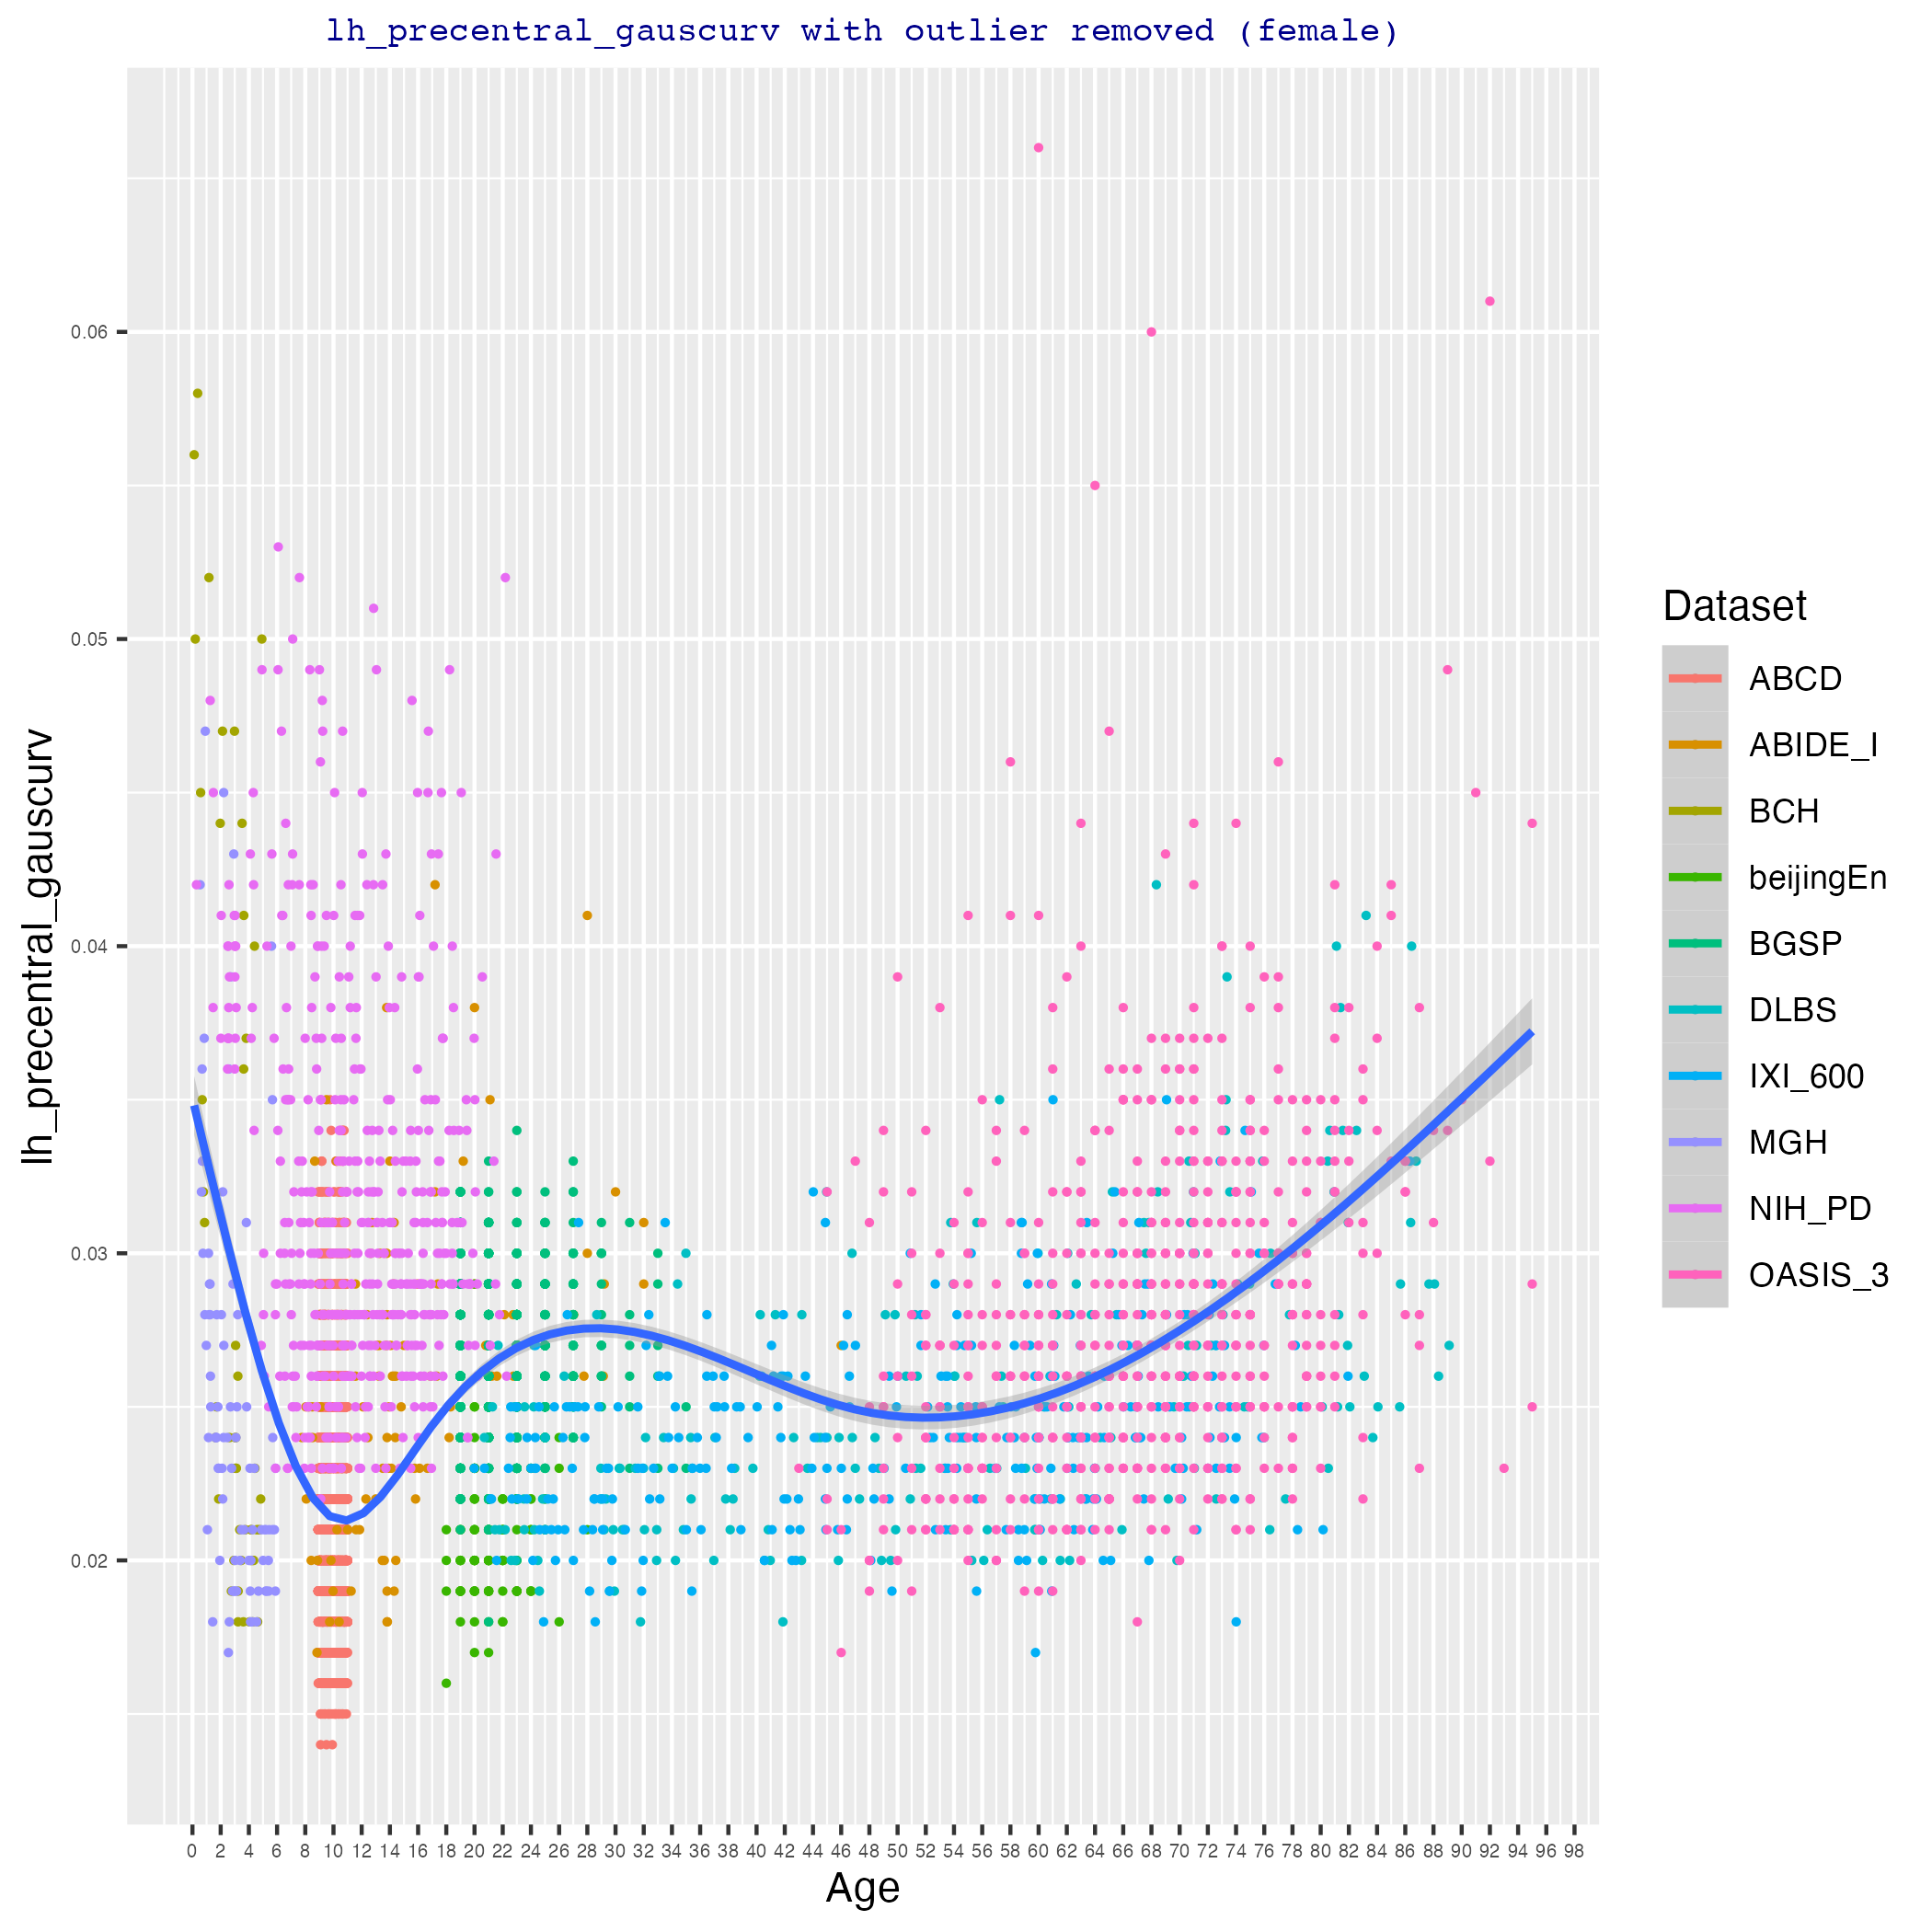 lh_precentral_gauscurv with outlier removed (female)
lh_precentral_gauscurv
0.06
0.05
0.04
0.03
0.02
0 2 4 6 8 10 12 14 16 18 20 22 24 26 28 30 32 34 36 38 40 42 44 46 48 50 52 54 56 58 60 62 64 66 68 70 72 74 76 78 80 82 84 86 88 90 92 94 96 98
Age
Dataset
ABCD
ABIDE_I
BCH
beijingEn
BGSP
DLBS
IXI_600
MGH
NIH_PD
OASIS_3